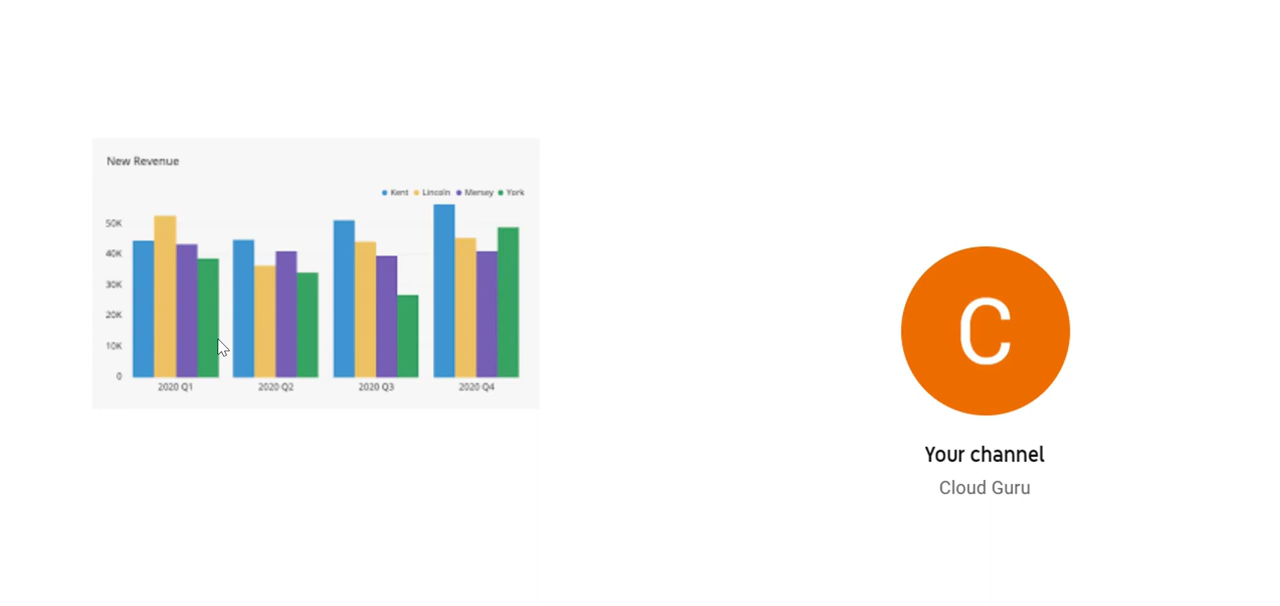 New Revenue
Kent Lincoln Mersey York
50K
40K
30K
20K
10K
0
2020 Q1 2020 Q2 2020 Q3 2020 Q4
C
Your channel
Cloud Guru